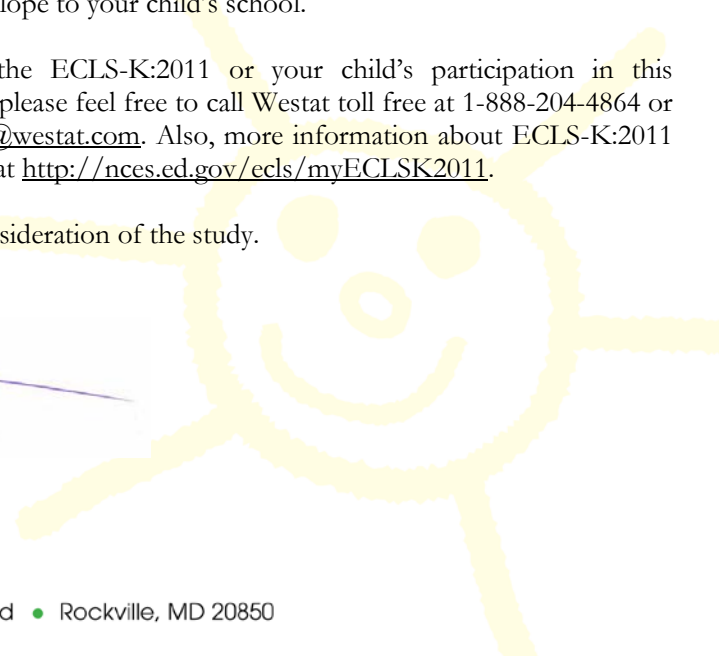 lope to your child's school.
the ECLS-K:2011 or your child's participation in this
please feel free to call Westat toll free at 1-888-204-4864 or
@westat.com. Also, more information about ECLS-K:2011
at http://nces.ed.gov/ecls/myECLSK2011.
sideration of the study.
d • Rockville, MD 20850